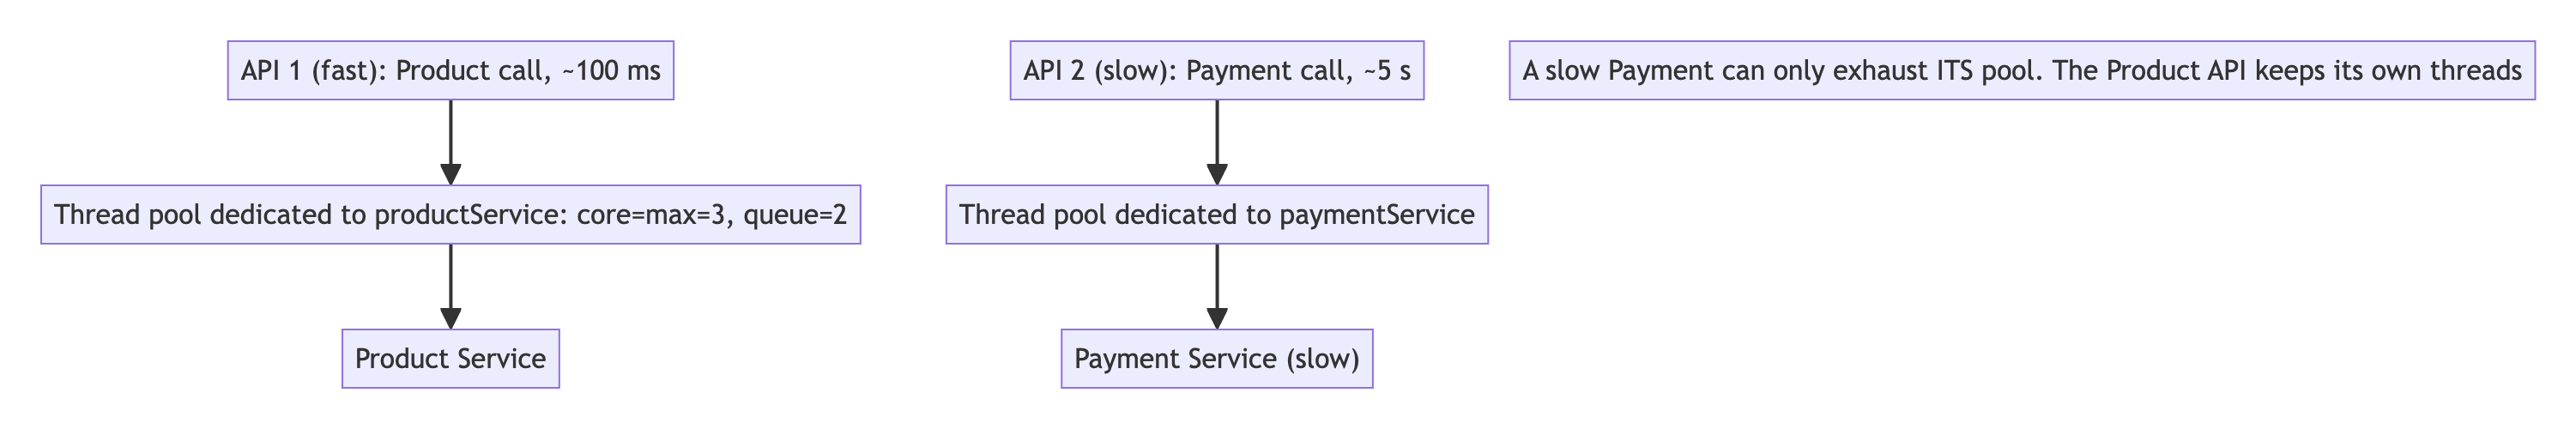 API 1 (fast): Product call, ~100 ms
API 2 (slow): Payment call, ~5 s
A slow Payment can only exhaust ITS pool. The Product API keeps its own threads
Thread pool dedicated to productService: core=max=3, queue=2
Thread pool dedicated to paymentService
Product Service
Payment Service (slow)